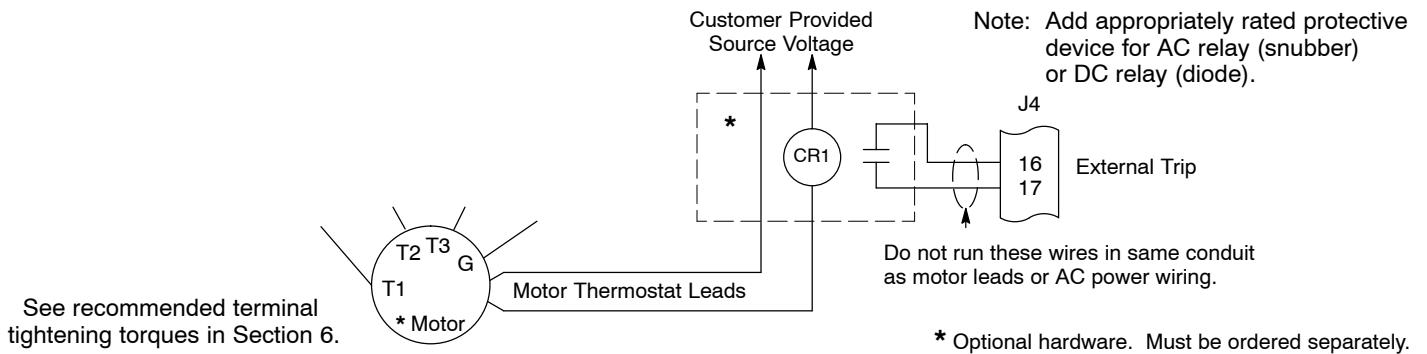 Customer Provided
Source Voltage
Note: Add appropriately rated protective
device for AC relay (snubber)
or DC relay (diode).
J4
*
CR1
16
17
External Trip
Do not run these wires in same conduit
as motor leads or AC power wiring.
T2 T3
G
T1
* Motor
Motor Thermostat Leads
See recommended terminal
tightening torques in Section 6.
* Optional hardware. Must be ordered separately.